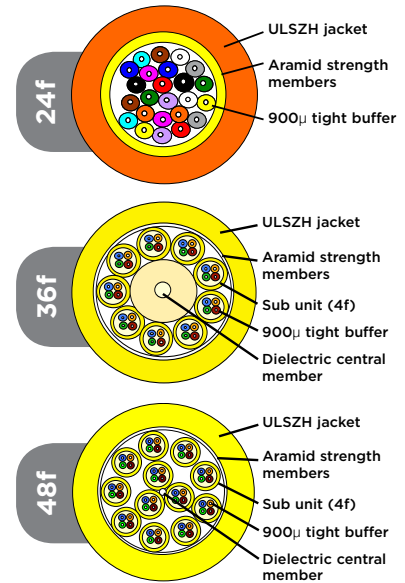 24f
ULSZH jacket
Aramid strength
members
900µ tight buffer
36f
ULSZH jacket
Aramid strength
members
Sub unit (4f)
900µ tight buffer
Dielectric central
member
48f
ULSZH jacket
Aramid strength
members
Sub unit (4f)
900µ tight buffer
Dielectric central
member